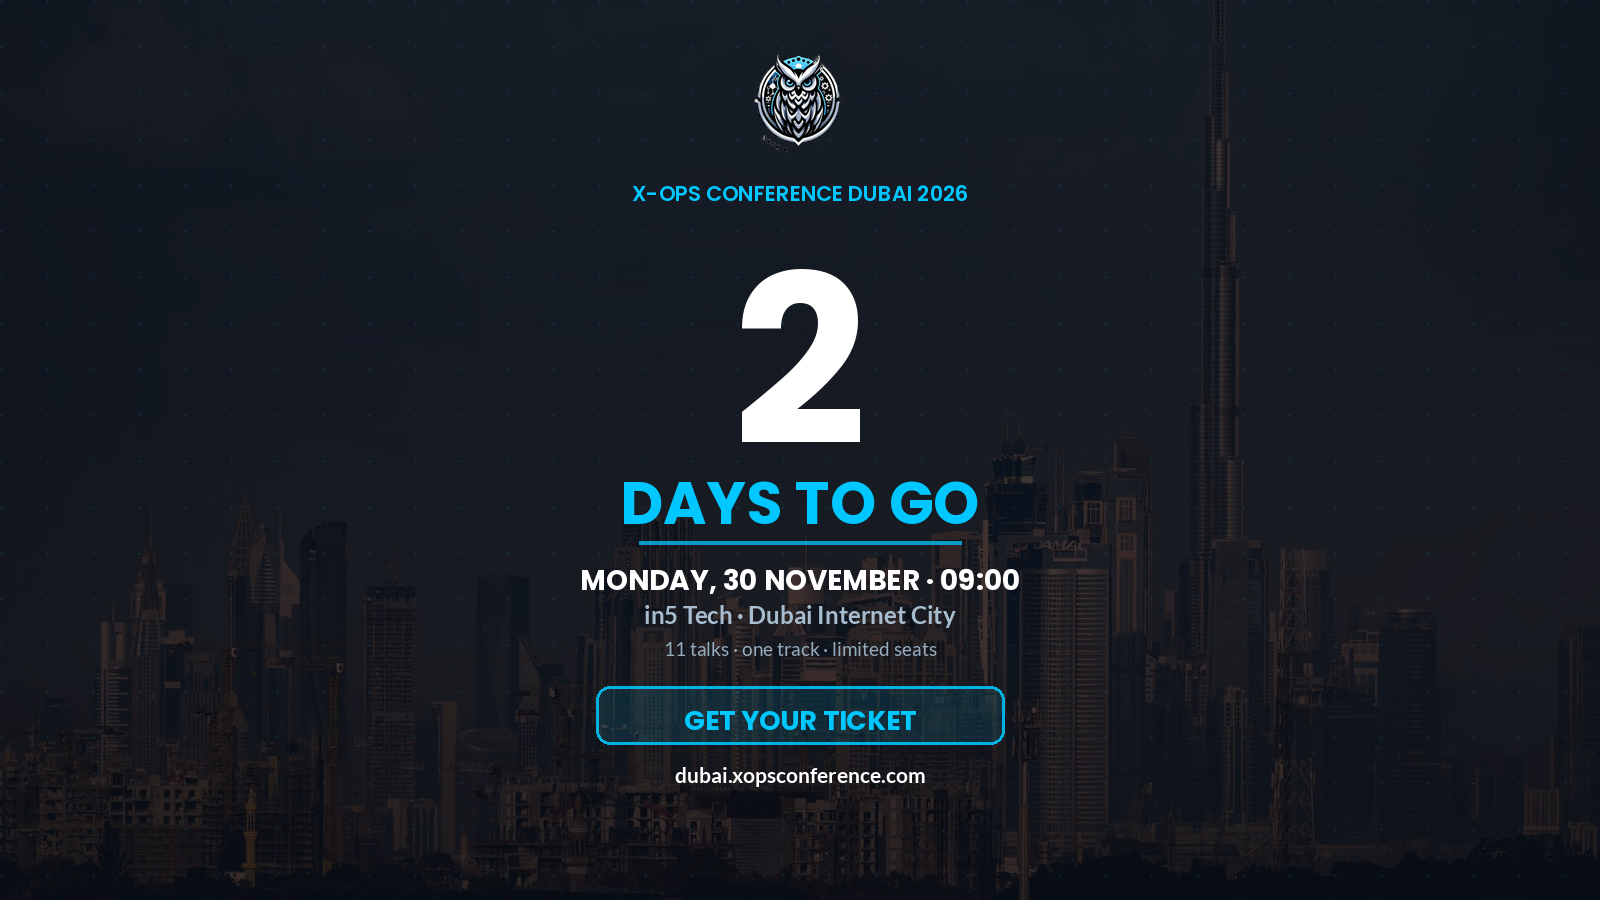 X-OPS CONFERENCE DUBAI 2026
2
DAYS TO GO
MONDAY, 30 NOVEMBER · 09:00
in5 Tech · Dubai Internet City
11 talks · one track · limited seats
GET YOUR TICKET
dubai.xopsconference.com